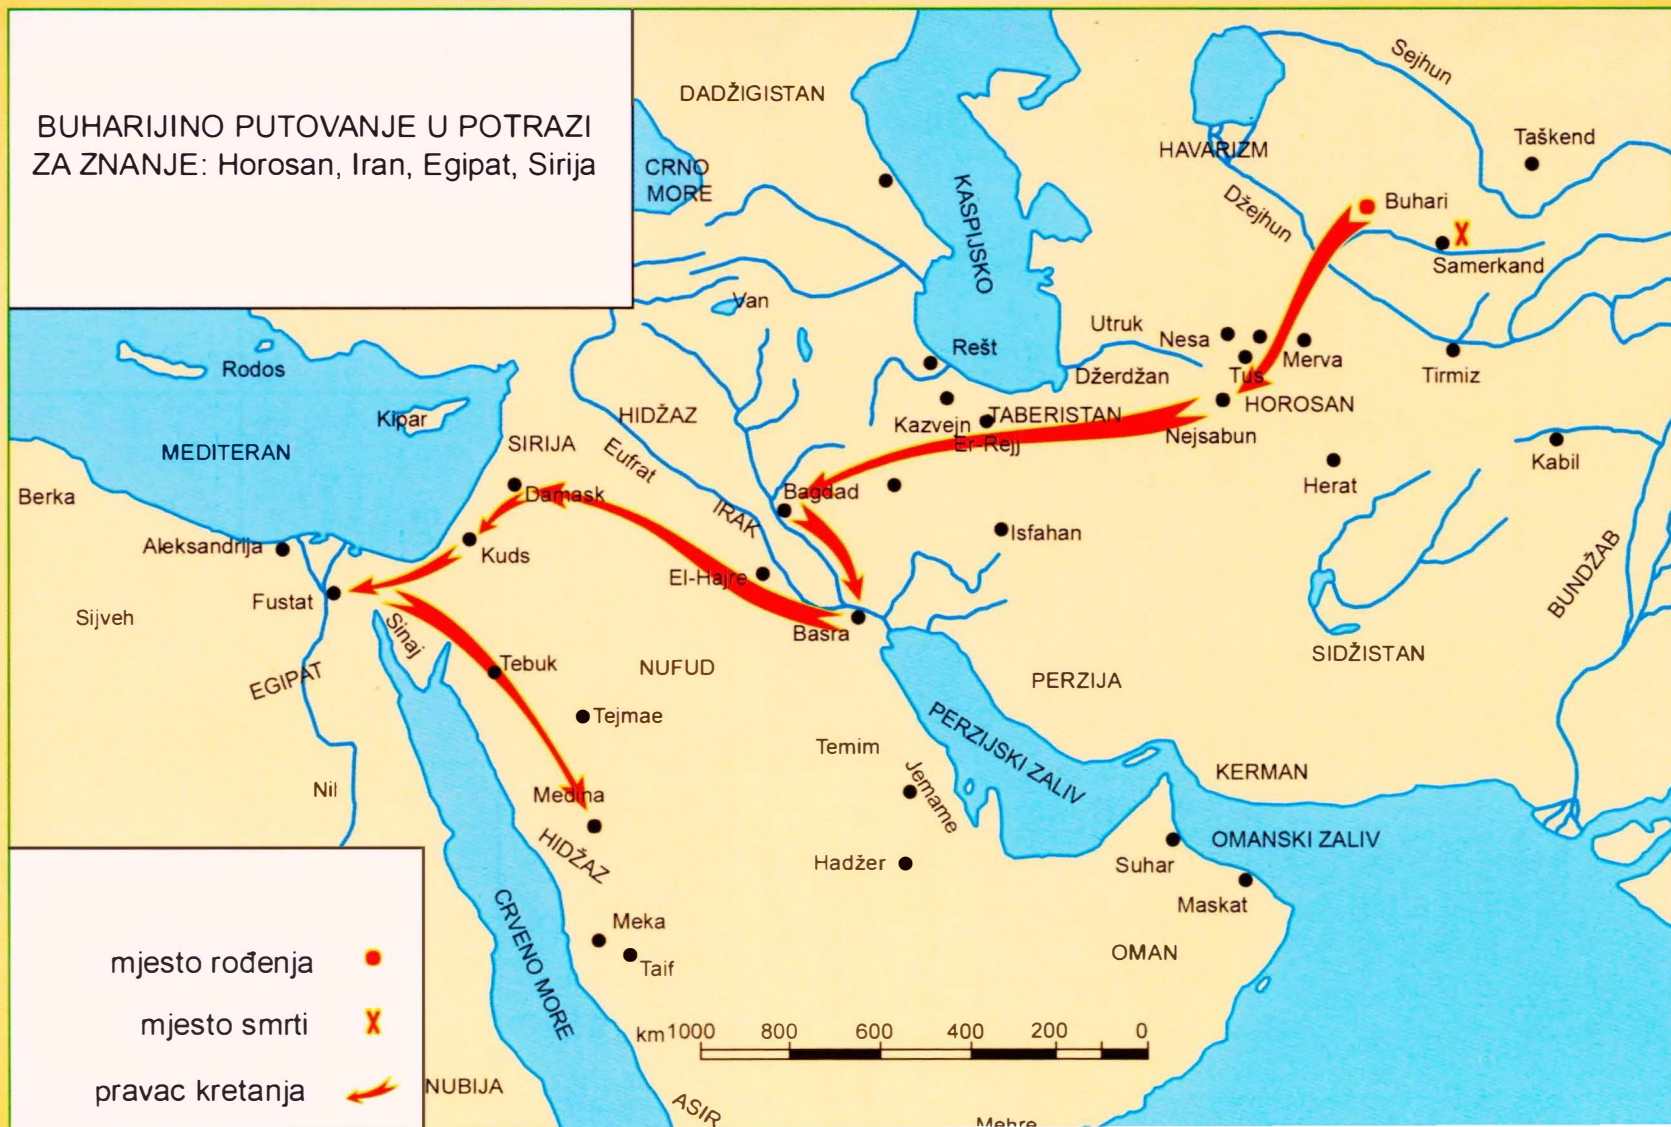 BUHARIJINO PUTOVANJE U POTRAZI
ZA ZNANJE: Horosan, Iran, Egipat, Sirija
DADŽIGISTAN
CRNO
MORE
KASPIJSKO
Sejhun
Taškend
HAVARIZM
Džejhun
Buhari
Samerkand
Van
Utruk
Nesa
Merva
Tus
Tirmiz
Rešt
Džerdžan
Rodos
Kipar
MEDITERAN
HIDŽAZ
SIRIJA
Eufrat
Kazvejn
TABERISTAN
Er-Rejj
HOROSAN
Nejsabun
Kabil
Herat
Berka
Damask
Bagdad
IRAK
Isfahan
Aleksandrija
Kuds
El-Hajre
BUNDŽAB
Fustat
Sijveh
Sinaj
Basra
SIDŽISTAN
EGIPAT
Tebuk
NUFUD
PERZIJA
Tejmae
Temim
PERZIJSKI ZALIV
KERMAN
Nil
Medina
Jemame
HIDŽAZ
Hadžer
Suhar
OMANSKI ZALIV
Maskat
CRVENO MORE
Meka
Taif
OMAN
km 1000 800 600 400 200 0
mjesto rođenja
mjesto smrti
pravac kretanja
NUBIJA
ASIR
Mehre